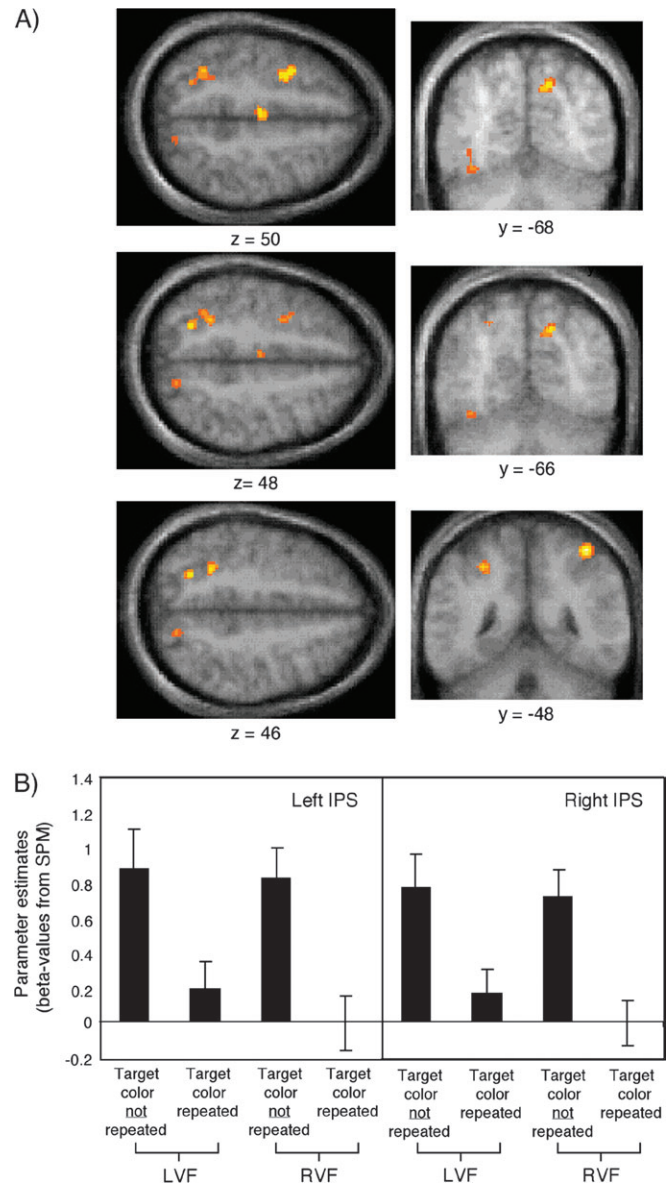 A)
z = 50
y = -68
z= 48
y = -66
z = 46
y = -48
B)
Parameter estimates
(beta-values from SPM)
1.4
1.2
1
0.8
0.6
0.4
0.2
0
-0.2
Left IPS
Right IPS
Target
color
not
repeated
Target
color
repeated
Target
color
not
repeated
Target
color
repeated
Target
color
not
repeated
Target
color
repeated
Target
color
not
repeated
Target
color
repeated
LVF
RVF
LVF
RVF